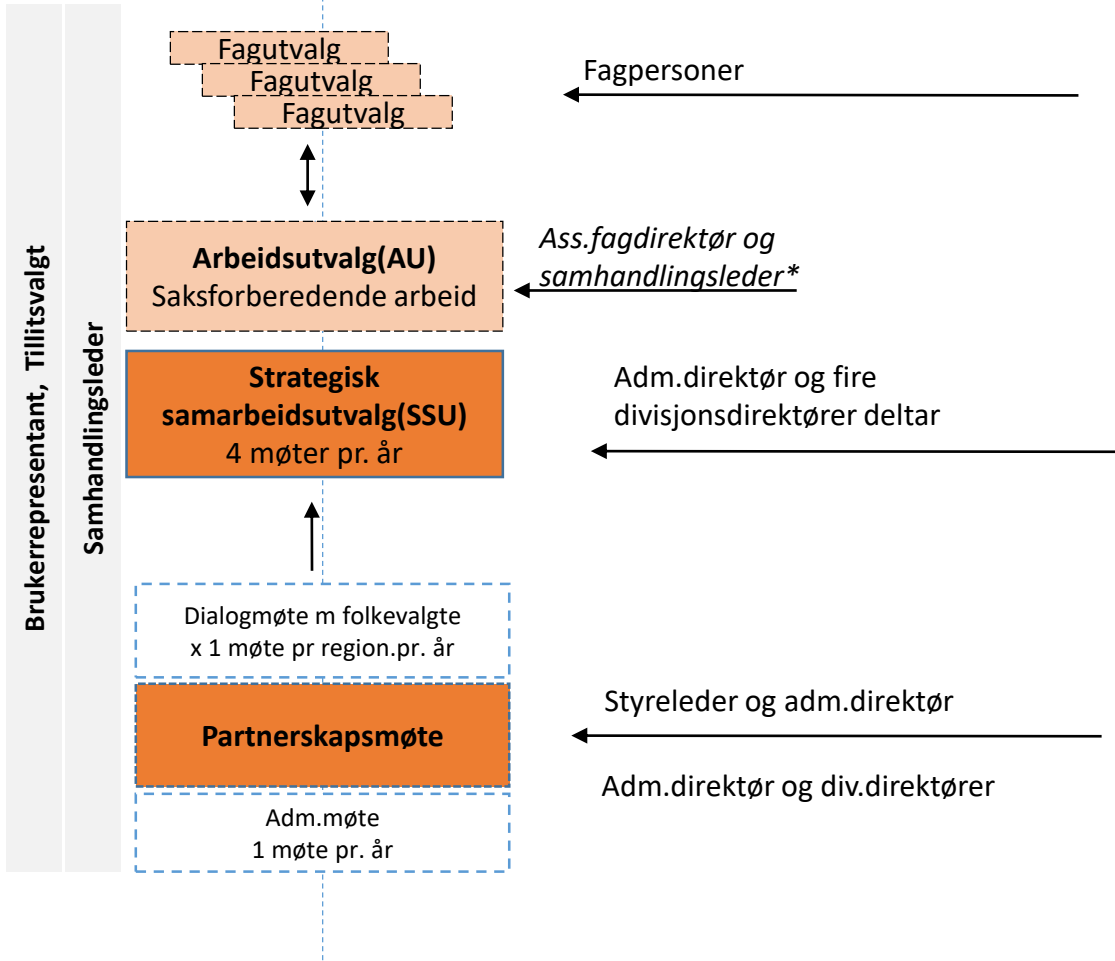 Brukerrepresentant, Tillitsvalgt
Samhandlingsleder
Fagutvalg
Fagutvalg
Fagutvalg
Fagpersoner
Arbeidsutvalg(AU)
Saksforberedende arbeid
Ass.fagdirektør og
samhandlingsleder*
Strategisk
samarbeidsutvalg(SSU)
4 møter pr. år
Adm.direktør og fire
divisjonsdirektører deltar
Dialogmøte m folkevalgte
x 1 møte pr region.pr. år
Partnerskapsmøte
Styreleder og adm.direktør
Adm.direktør og div.direktører
Adm.møte
1 møte pr. år